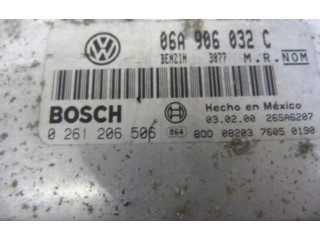 06A 906 032 C
BENZIN 3077 M.R.NOM
BOSCH
Hecho en México
0 261 206 506
03.02.00 26SA6207
864 BOO 08203 7605 0190